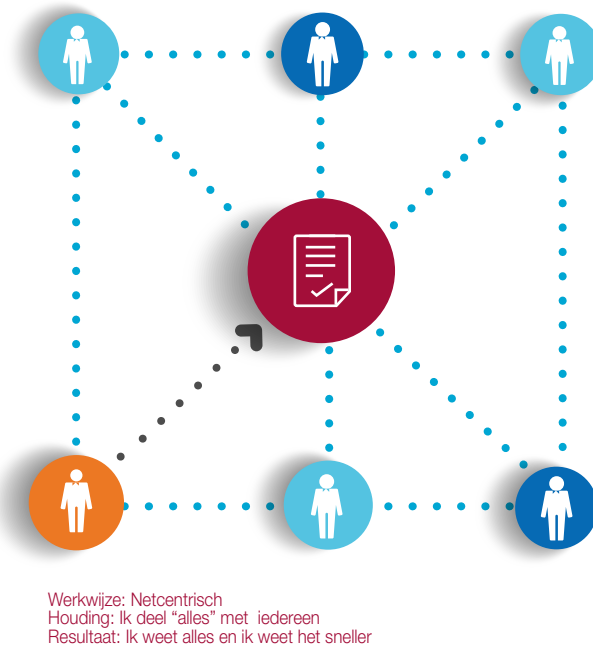 Werkwijze: Netcentrisch
Houding: Ik deel “alles” met  iedereen
Resultaat: Ik weet alles en ik weet het sneller